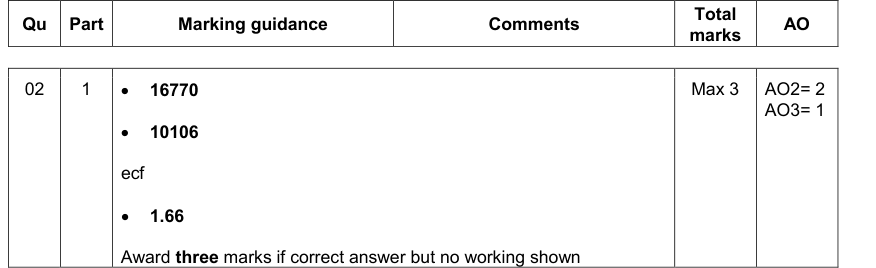 Qu Part Marking guidance Comments Total marks AO
02 1 • 16770 Max 3 AO2= 2
AO3= 1
• 10106
ecf
• 1.66
Award three marks if correct answer but no working shown